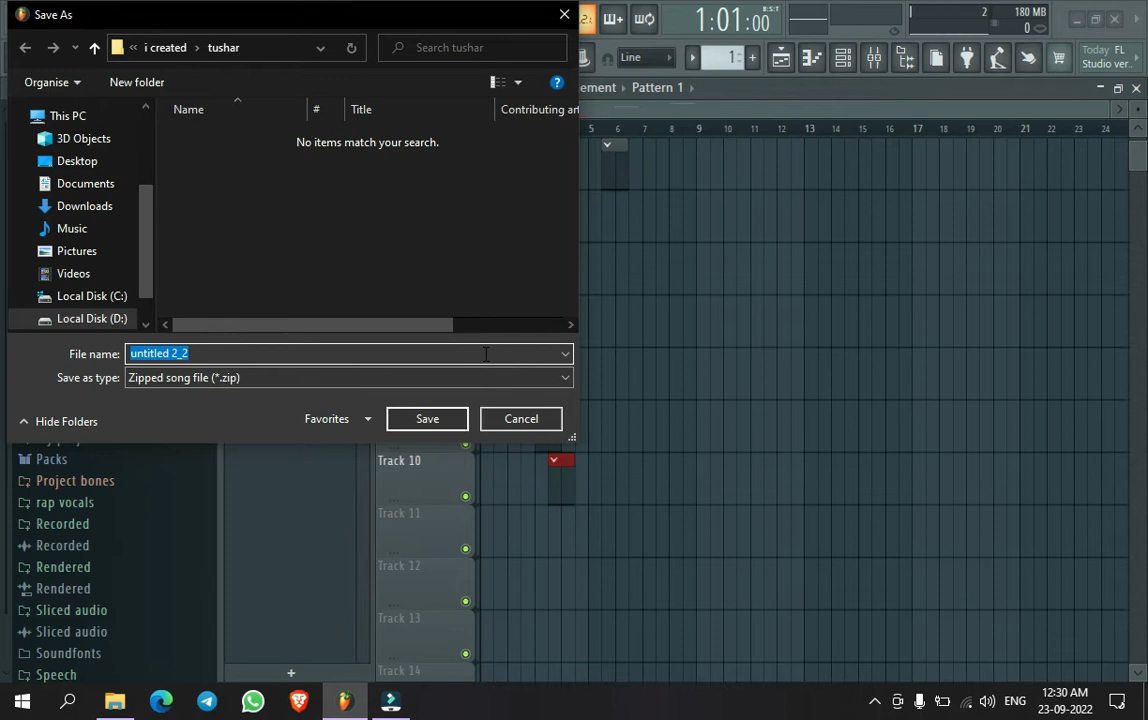 Save As
i created › tushar
Search tushar
Organise
New folder
Name
#
Title
Contributing art
This PC
3D Objects
Desktop
Documents
Downloads
Music
Pictures
Videos
Local Disk (C:)
Local Disk (D:)
No items match your search.
File name:
untitled 2_2
Save as type:
Zipped song file (*.zip)
Hide Folders
Favorites
Save
Cancel
1:01:00
B:S:T
2
180 MB
0
Line
1
Today FL
Studio ver..
ement › Pattern 1 ›
5 6 7 8 9 10 11 12 13 14 15 16 17 18 19 20 21 22 23 24
Packs
Project bones
rap vocals
Recorded
Recorded
Rendered
Rendered
Sliced audio
Sliced audio
Soundfonts
Speech
Track 10
Track 11
Track 12
Track 13
Track 14
ENG
12:30 AM
23-09-2022